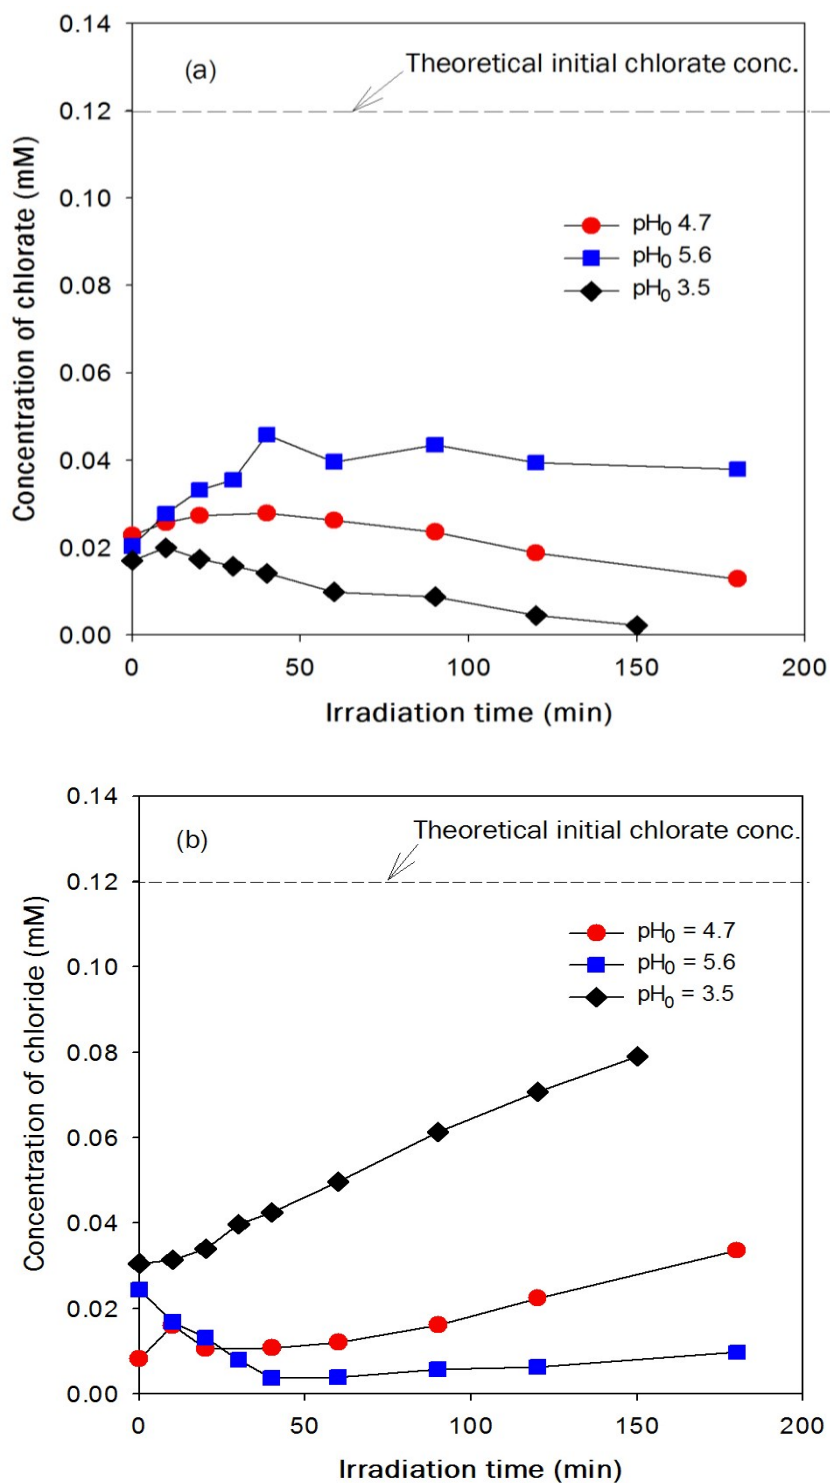 0.14
(a)
Theoretical initial chlorate conc.
0.12
0.10
pH0 4.7
pH0 5.6
pH0 3.5
0.08
0.06
0.04
0.02
0.00
Concentration of chlorate (mM)
0 50 100 150 200
Irradiation time (min)
0.14
(b)
Theoretical initial chlorate conc.
0.12
0.10
pH0 = 4.7
pH0 = 5.6
pH0 = 3.5
0.08
0.06
0.04
0.02
0.00
Concentration of chloride (mM)
0 50 100 150 200
Irradiation time (min)